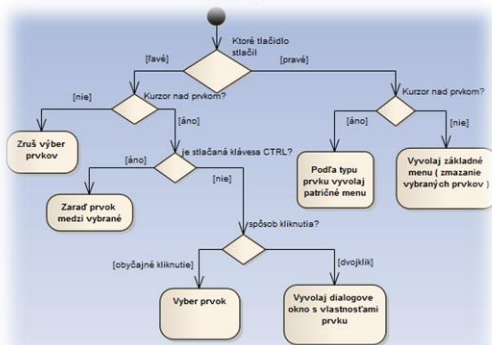 Ktoré tlačidlo
stlačil
[ľavé]
[pravé]
Kurzor nad prvkom?
Kurzor nad prvkom?
[nie]
[áno]
[áno]
[nie]
Zruš výber
prvkov
je stlačaná klávesa CTRL?
Podľa typu
prvku vyvolaj
patričné menu
Vyvolaj základné
menu ( zmazanie
vybraných prvkov )
[áno]
[nie]
Zaraď prvok
medzi vybrané
spôsob kliknutia?
[obyčajné kliknutie]
[dvojklik]
Vyber prvok
Vyvolaj dialogove
okno s vlastnosťami
prvku